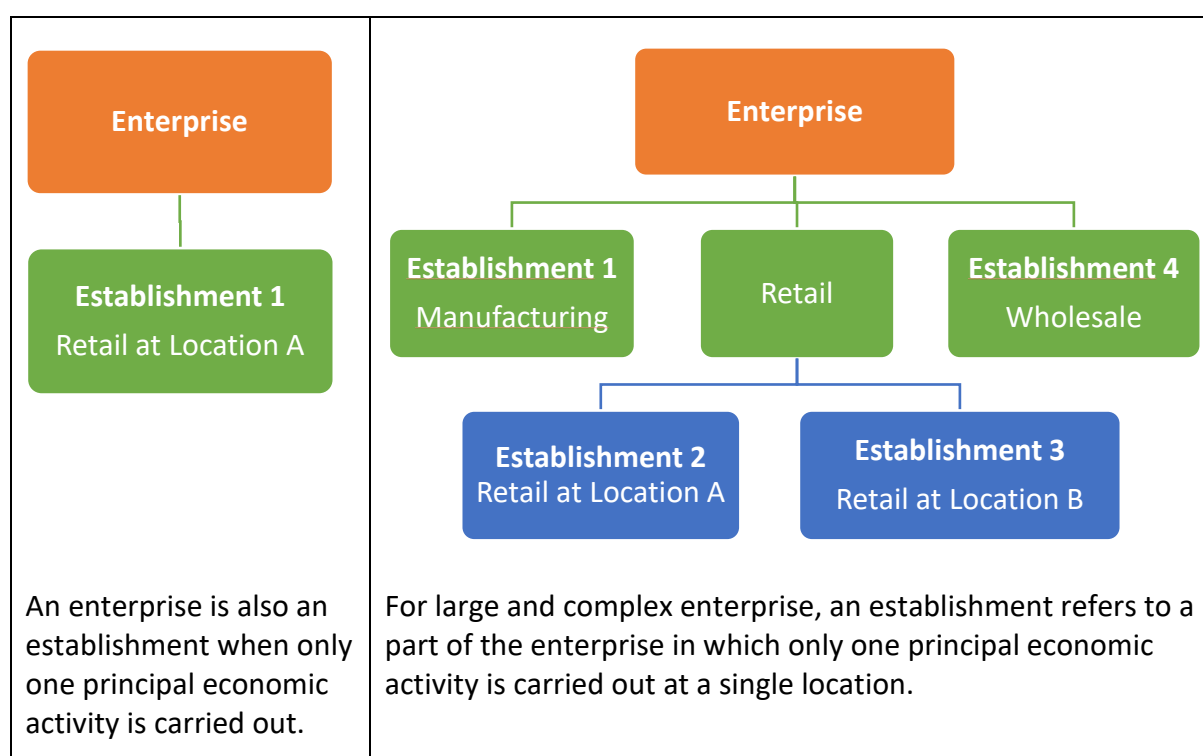 Enterprise
Establishment 1
Retail at Location A
An enterprise is also an
establishment when only
one principal economic
activity is carried out.
Enterprise
Establishment 1
Manufacturing
Retail
Establishment 4
Wholesale
Establishment 2
Retail at Location A
Establishment 3
Retail at Location B
For large and complex enterprise, an establishment refers to a
part of the enterprise in which only one principal economic
activity is carried out at a single location.